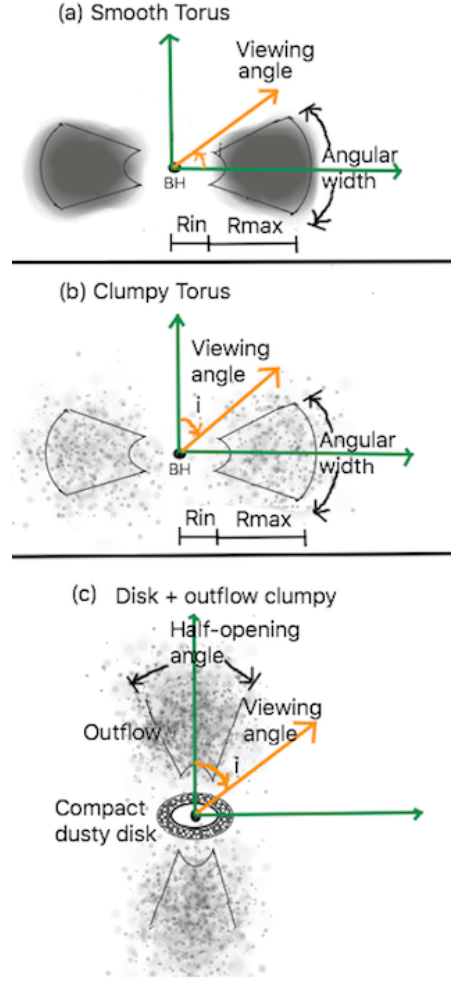 (a) Smooth Torus
Viewing
angle
i
Angular
width
BH
Rin Rmax
(b) Clumpy Torus
Viewing
angle
i
Angular
width
BH
Rin Rmax
(c) Disk + outflow clumpy
Half-opening
angle
Viewing
angle
Outflow
i
Compact
dusty disk